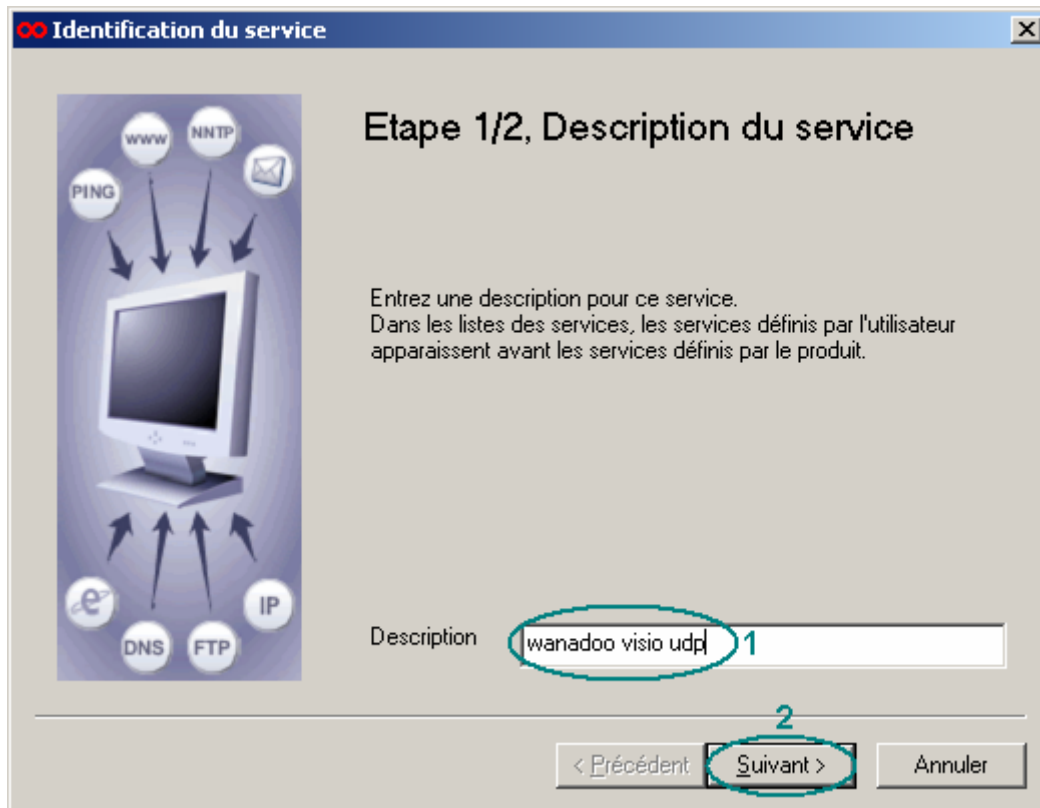 Identification du service
Etape 1/2, Description du service
www
NNTP
PING
Entrez une description pour ce service.
Dans les listes des services, les services définis par l'utilisateur
apparaissent avant les services définis par le produit.
e
IP
DNS
FTP
Description
wanadoo visio udp
1
2
< Précédent
Suivant >
Annuler